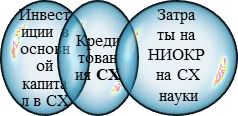 Инвест
иции в
основн
ой
капита
л в СХ
Креди
тован
ия СХ
Затра
ты на
НИОКР
на СХ
науки